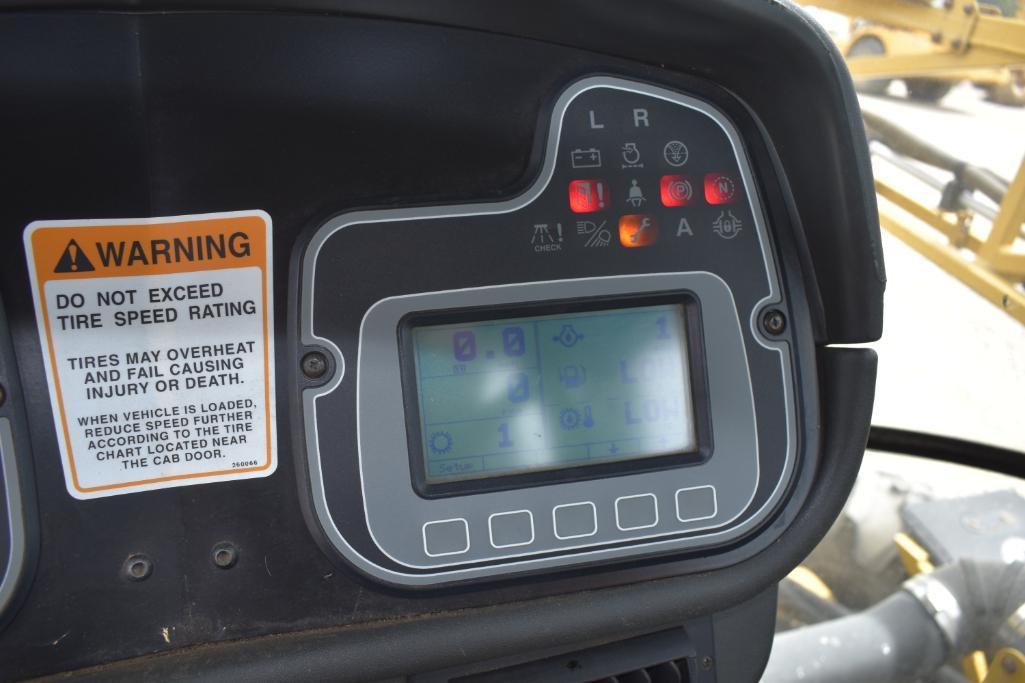 L R
CHECK
A
P
N
WARNING
DO NOT EXCEED
TIRE SPEED RATING
TIRES MAY OVERHEAT
AND FAIL CAUSING
INJURY OR DEATH.
WHEN VEHICLE IS LOADED,
REDUCE SPEED FURTHER
ACCORDING TO THE TIRE
CHART LOCATED NEAR
THE CAB DOOR.
260066
0.0
1
0
1
LOW
Setup